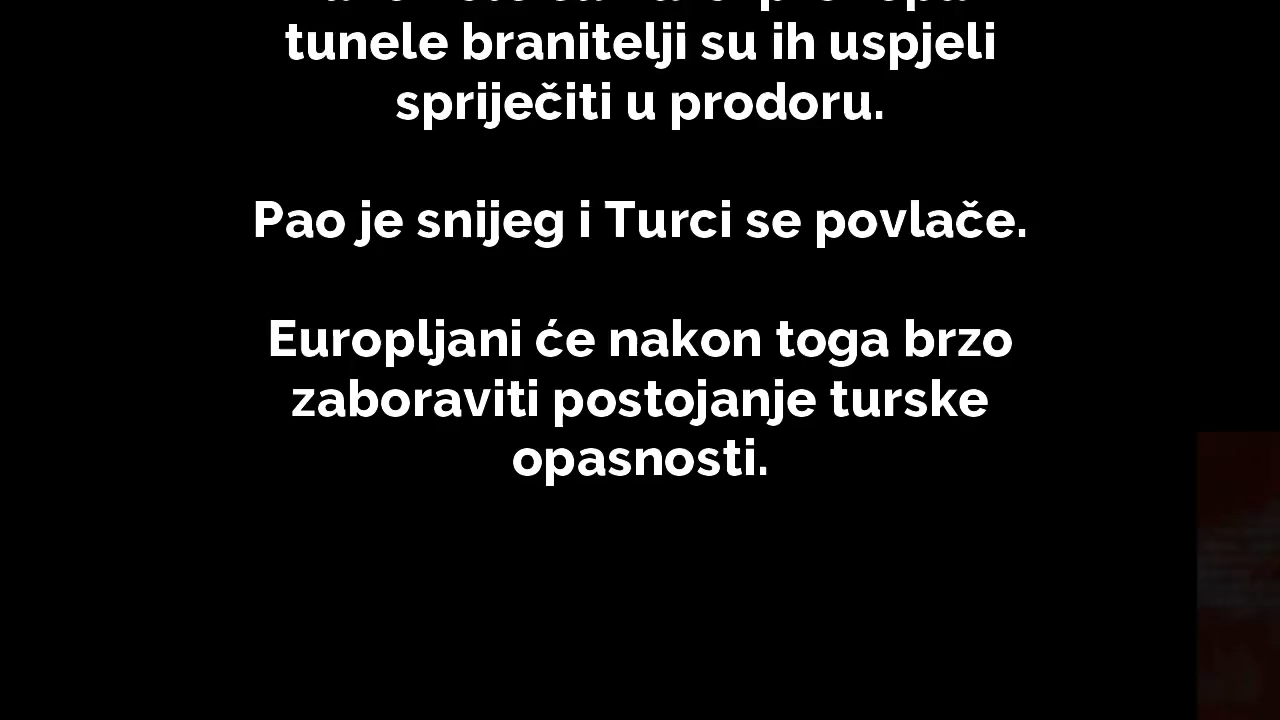 tunele branitelji su ih uspjeli
spriječiti u prodoru.
Pao je snijeg i Turci se povlače.
Europljani će nakon toga brzo
zaboraviti postojanje turske
opasnosti.